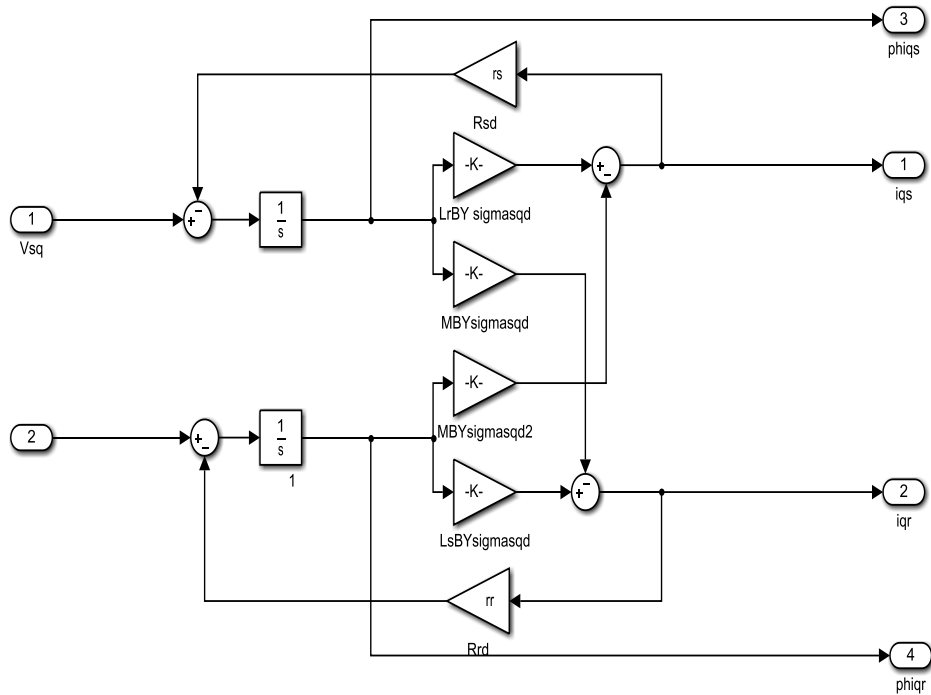 3
phiqs
rs
Rsd
-K-
+
-
1
iqs
LrBY sigmasqd
1
Vsq
-
+
1
s
-K-
MBYsigmasqd
-K-
MBYsigmasqd2
2
+
-
1
s
1
-K-
LsBYsigmasqd
-
+
2
iqr
rr
Rrd
4
phiqr